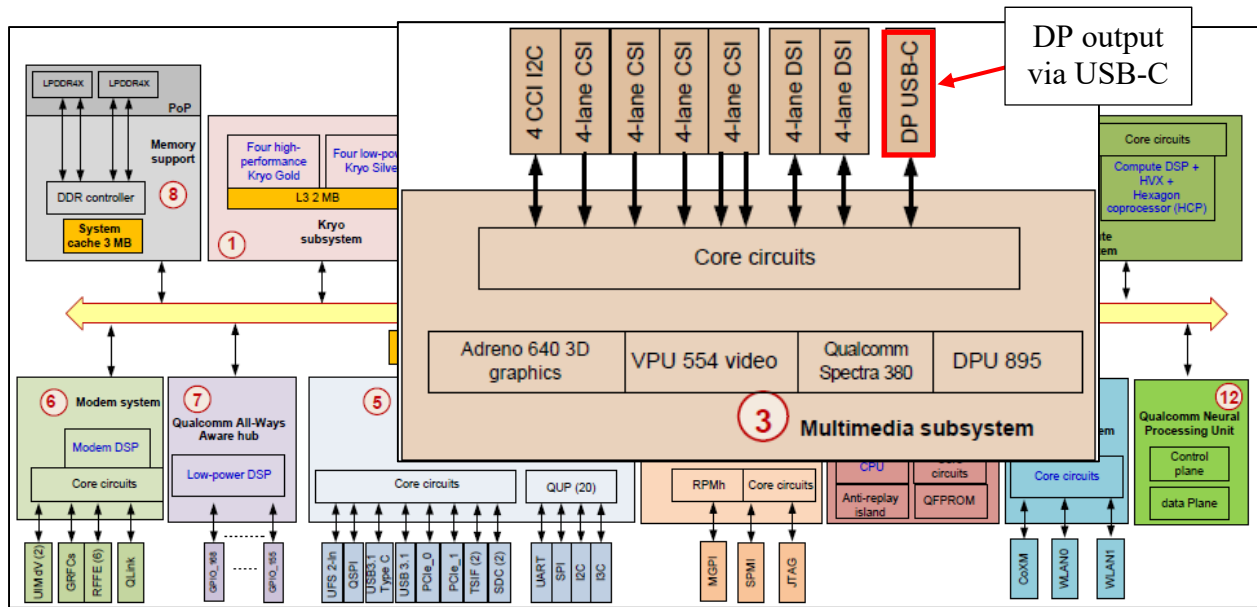 DP output
via USB-C
4 CCI I2C
4-lane CSI
4-lane CSI
4-lane CSI
4-lane CSI
4-lane DSI
4-lane DSI
DP USB-C
Core circuits
Adreno 640 3D
graphics
VPU 554 video
Qualcomm
Spectra 380
DPU 895
3
Multimedia subsystem
LPDDR4X
LPDDR4X
PoP
Memory
support
DDR controller
8
System
cache 3 MB
Four high-
performance
Kryo Gold
Four low-pow
Kryo Silve
L3 2 MB
1
Kryo
subsystem
Core circuits
Compute DSP +
HVX +
Hexagon
coprocessor (HCP)
6
Modem system
Modem DSP
Core circuits
UIM dV (2)
GRFCs
RFFE (6)
QLink
7
Qualcomm All-Ways
Aware hub
Low-power DSP
GPIO_168
GPIO_155
5
Core circuits
QUP (20)
UFS 2-ln
QSPI
USB3.1
Type C
USB 3.1
PCIe_0
PCIe_1
TSIF (2)
SDC (2)
UART
SPI
I2C
I3C
RPMh
Core circuits
MGPI
SPMI
JTAG
CPU
circuits
Anti-replay
island
QFPROM
Core circuits
CoXM
WLAN0
WLAN1
12
Qualcomm Neural
Processing Unit
Control
plane
data Plane